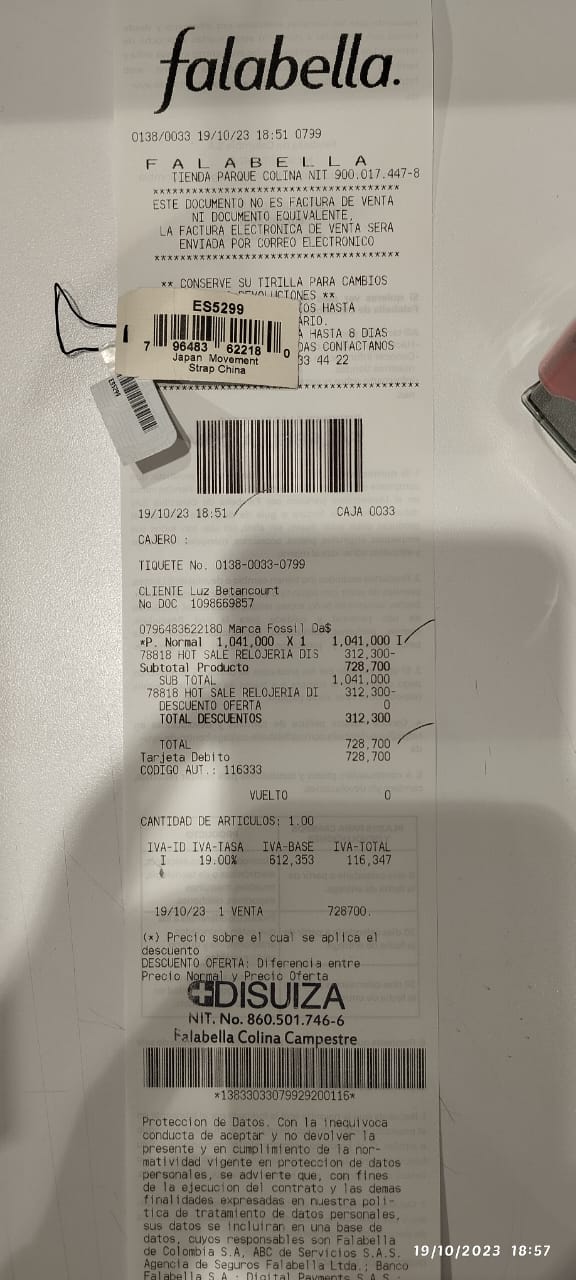 falabella.
0138/0033 19/10/23 18:51 0799
F A L A B E L L A
TIENDA PARQUE COLINA NIT 900.017.447-8
****************************************
ESTE DOCUMENTO NO ES FACTURA DE VENTA
NI DOCUMENTO EQUIVALENTE,
LA FACTURA ELECTRONICA DE VENTA SERA
ENVIADA POR CORREO ELECTRONICO
****************************************
** CONSERVE SU TIRILLA PARA CAMBIOS
**
HASTA
A HASTA 8 DIAS
CONTACTANOS
33 44 22
ES5299
7 96483 62218 0
Japan Movement
Strap China
19/10/23 18:51 CAJA 0033
CAJERO :
TIQUETE No. 0138-0033-0799
CLIENTE Luz Betancourt
No DOC 1098669857
0796483622180 Marca Fossil Da$
*P. Normal 1,041,000 X 1 1,041,000 I
78818 HOT SALE RELOJERIA DIS 312,300-
Subtotal Producto 728,700
SUB TOTAL 1,041,000
78818 HOT SALE RELOJERIA DI 312,300-
DESCUENTO OFERTA 0
TOTAL DESCUENTOS 312,300
TOTAL 728,700
Tarjeta Debito 728,700
CODIGO AUT.: 116333
VUELTO 0
CANTIDAD DE ARTICULOS: 1.00
IVA-ID IVA-TASA IVA-BASE IVA-TOTAL
I 19.00% 612,353 116,347
19/10/23 1 VENTA 728700.
(*) Precio sobre el cual se aplica el
descuento
DESCUENTO OFERTA: Diferencia entre
Precio Normal y Precio Oferta
DISUIZA
NIT. No. 860.501.746-6
Falabella Colina Campestre
*13833033079929200116*
Proteccion de Datos. Con la inequivoca
conducta de aceptar y no devolver la
presente y en cumplimiento de la nor-
matividad vigente en proteccion de datos
personales, se advierte que, con fines
de la ejecucion del contrato y las demas
finalidades expresadas en nuestra poli-
tica de tratamiento de datos personales,
sus datos se incluiran en una base de
datos, cuyos responsables son Falabella
de Colombia S.A, ABC de Servicios S.A.S.
Agencia de Seguros Falabella Ltda.; Banco
Falabella S.A.; Digital Payments S.A.S.
19/10/2023 18:57